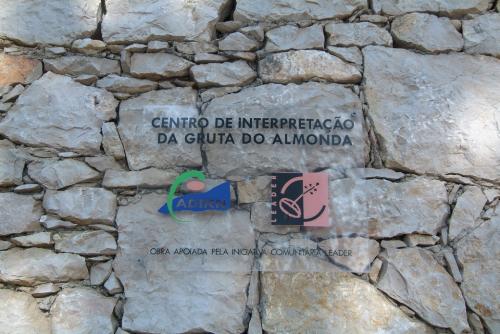 CENTRO DE INTERPRETAÇÃO
DA GRUTA DO ALMONDA
ADIRN
LEADER
OBRA APOIADA PELA INICIATIVA COMUNITÁRIA LEADER